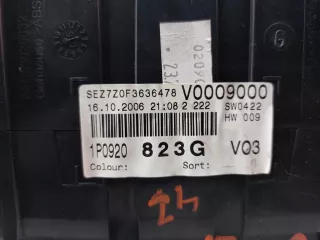 SEZ7Z0F3636478 V0009000
16.10.2006 21:08 2 222 SW0422
HW 009
1P0920 823G V03
Colour: Sort: